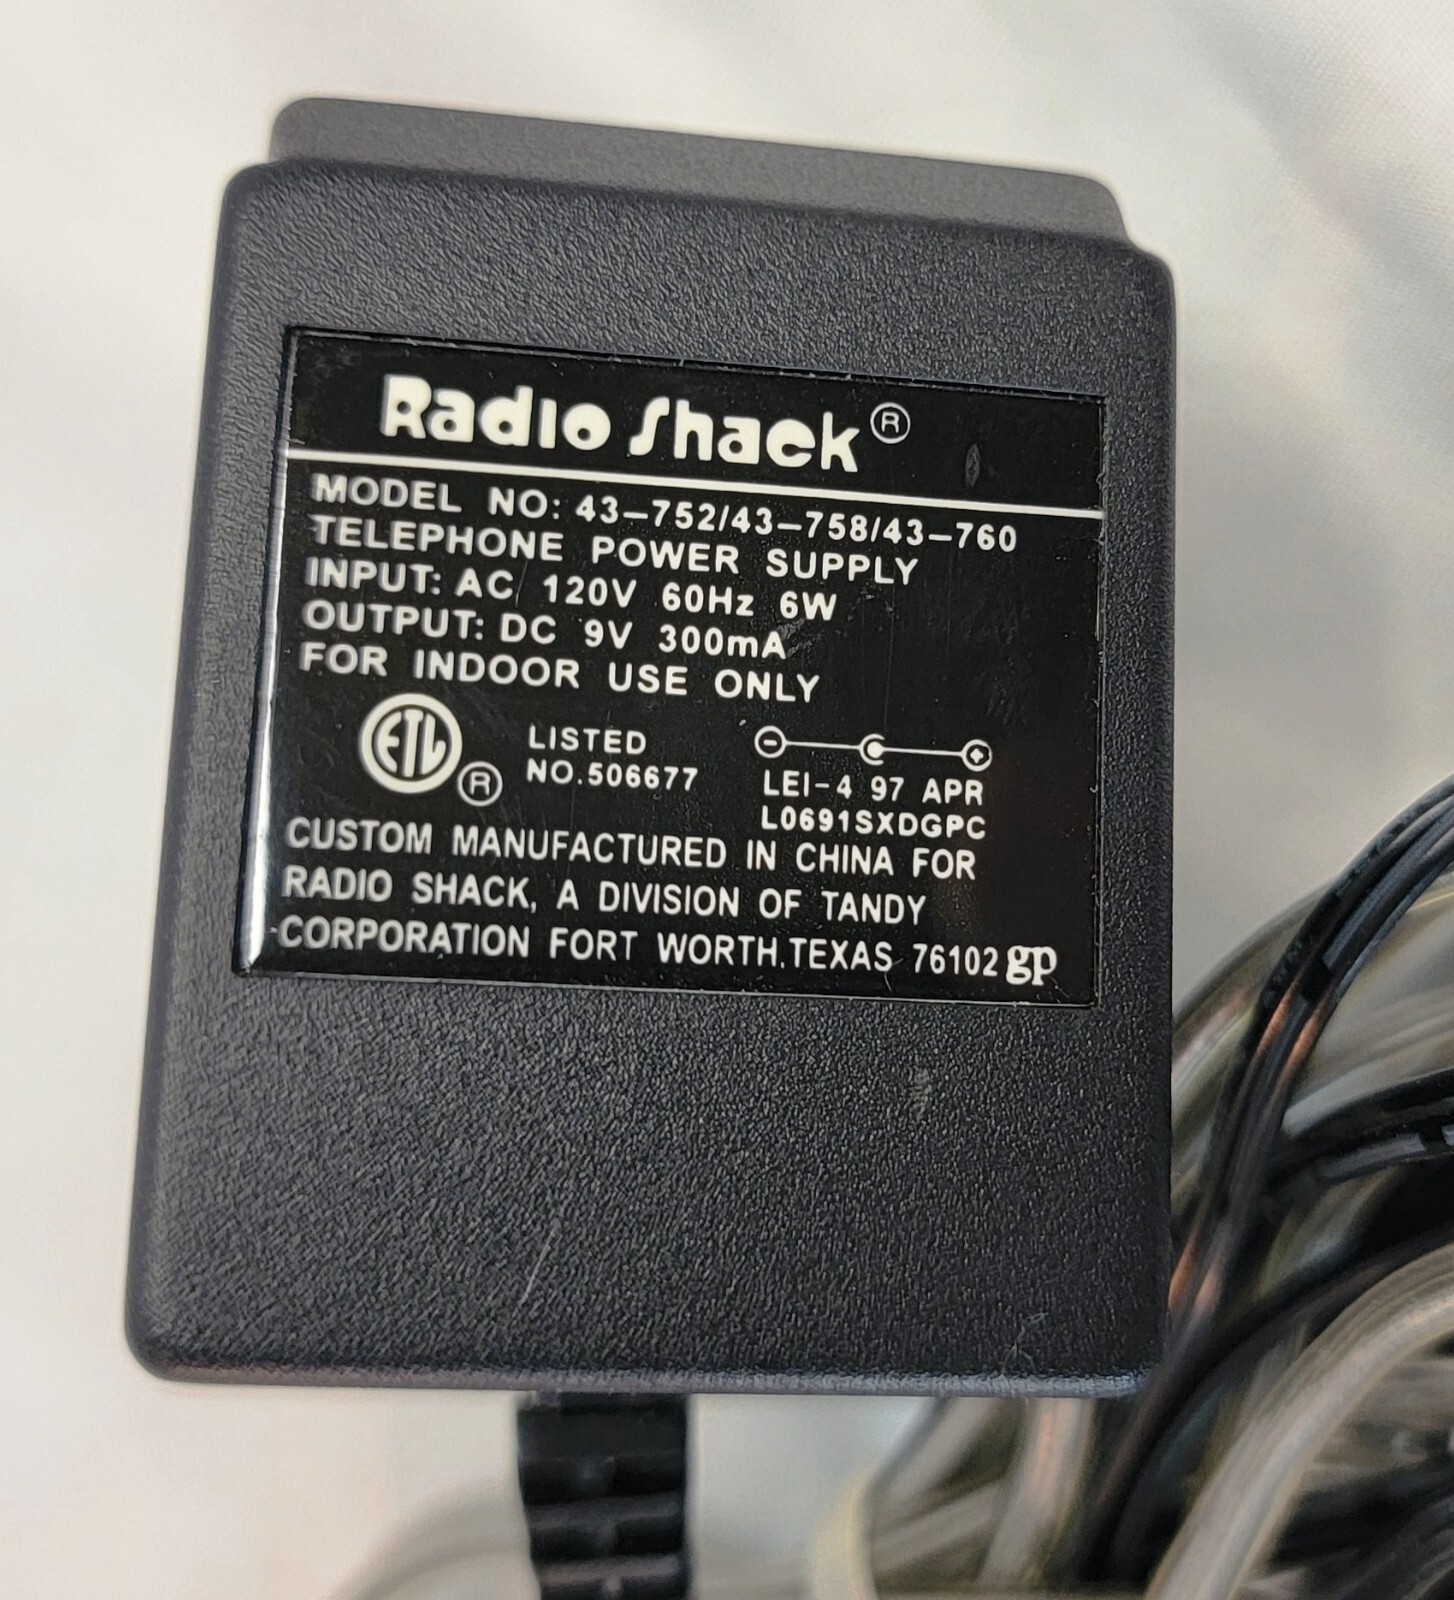 Radio Shack®
MODEL NO: 43-752/43-758/43-760
TELEPHONE POWER SUPPLY
INPUT: AC 120V 60Hz 6W
OUTPUT: DC 9V 300mA
FOR INDOOR USE ONLY
ETL ®
LISTED
NO.506677
LEI-4 97 APR
L0691SXDGPC
CUSTOM MANUFACTURED IN CHINA FOR
RADIO SHACK, A DIVISION OF TANDY
CORPORATION FORT WORTH.TEXAS 76102 gp